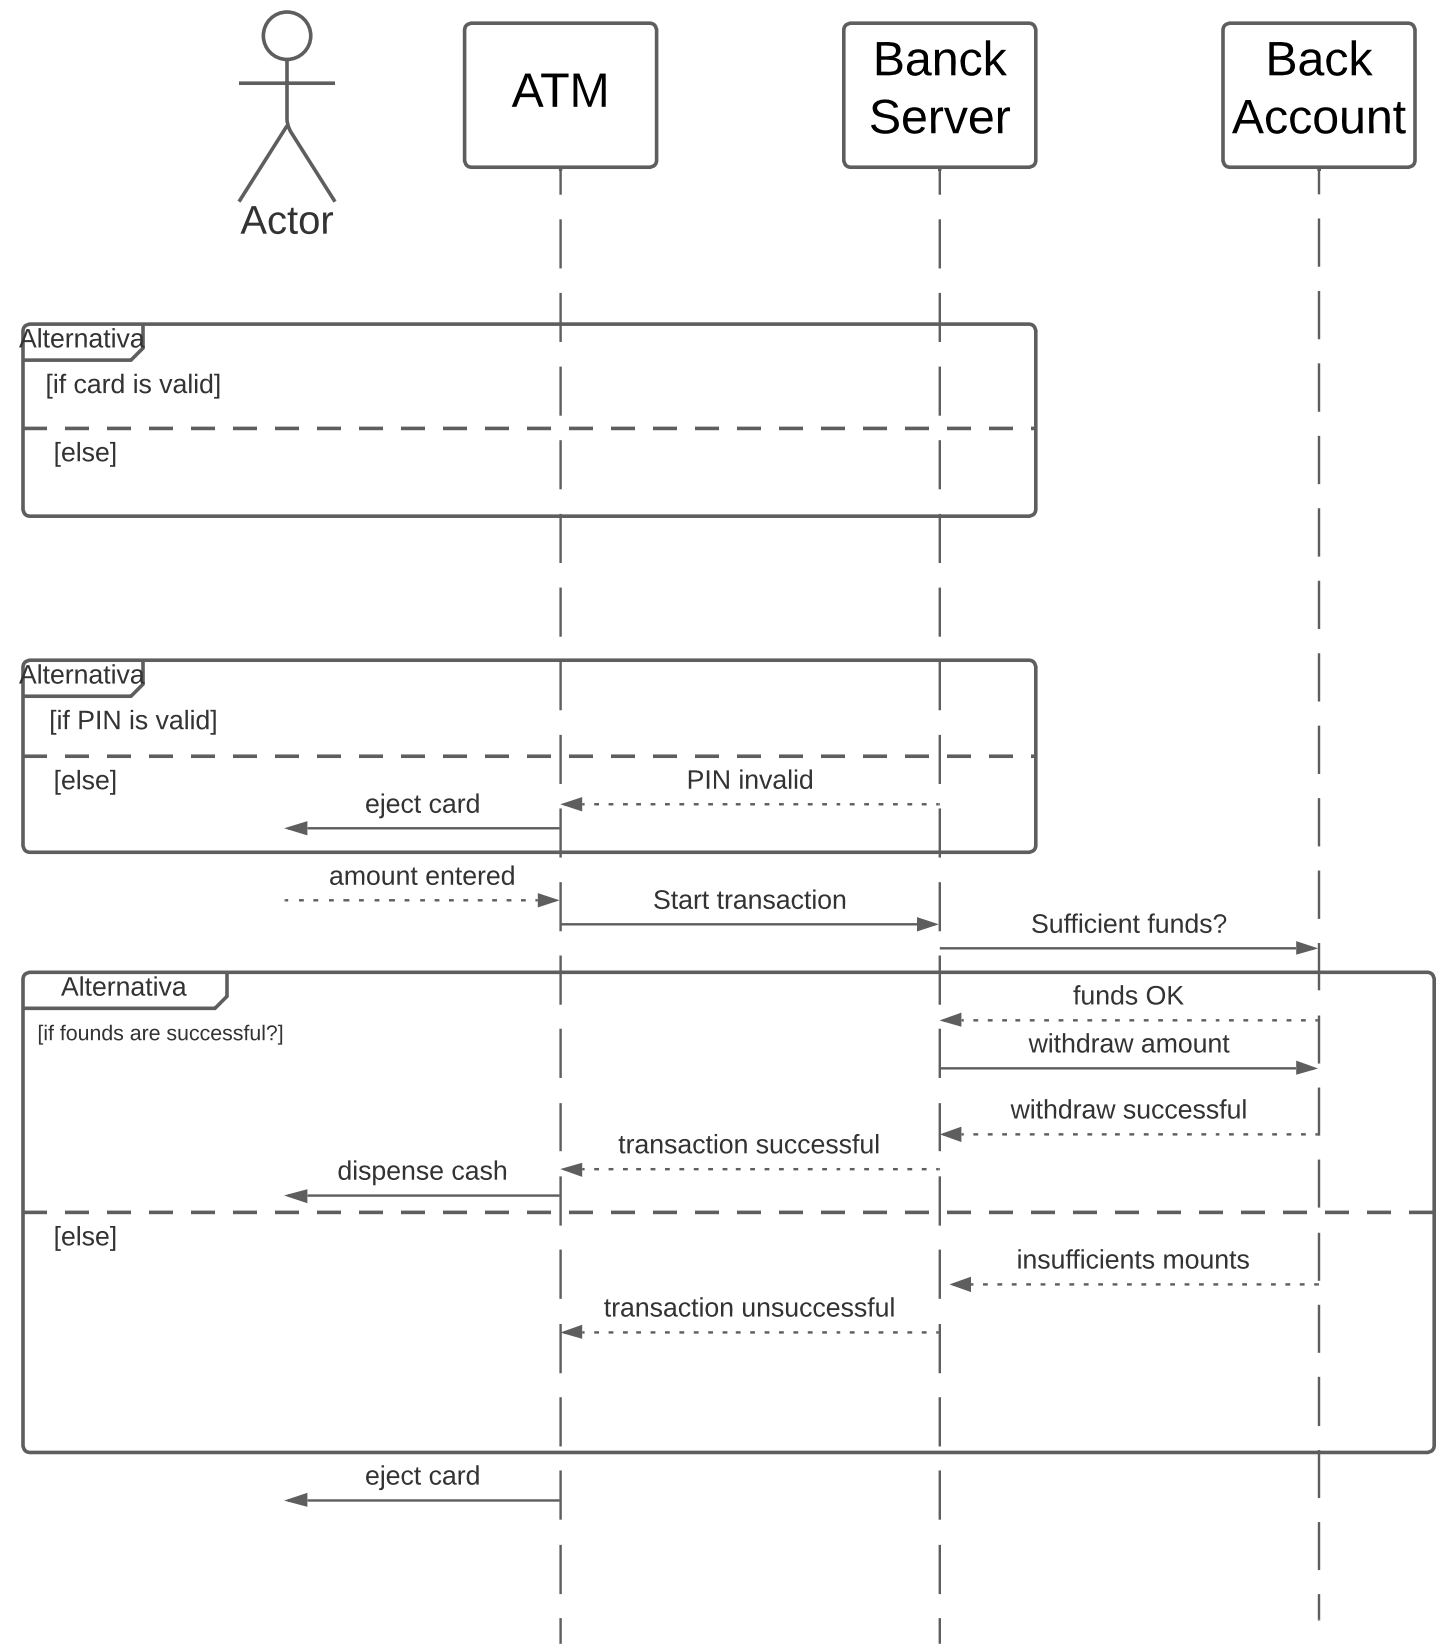 Actor
ATM
Banck
Server
Back
Account
Alternativa
[if card is valid]
[else]
Alternativa
[if PIN is valid]
[else]
PIN invalid
eject card
amount entered
Start transaction
Sufficient funds?
Alternativa
[if founds are successful?]
funds OK
withdraw amount
withdraw successful
transaction successful
dispense cash
[else]
insufficients mounts
transaction unsuccessful
eject card